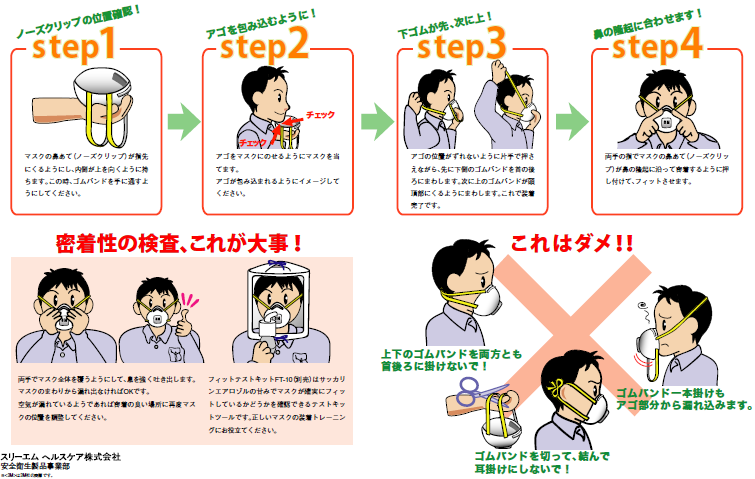 ノーズクリップの位置確認！
step1
マスクの鼻あて(ノーズクリップ)が指先
にくるようにし、内側が上を向くように持
ちます。この時、ゴムバンドを手に通すよ
うにしてください。
アゴを包み込むように！
step2
チェック
チェック
アゴをマスクにのせるようにマスクを当
てます。
アゴが包み込まれるようにイメージして
ください。
下ゴムが先、次に上！
step3
アゴの位置がずれないように片手で押さ
えながら、先に下側のゴムバンドを首の後
ろにまわします。次に上のゴムバンドが頭
頂部にくるようにまわします。これで装着
完了です。
鼻の隆起に合わせます！
step4
両手の指でマスクの鼻あて(ノーズクリッ
プ)が鼻の隆起に沿って密着するように押
し付けて、フィットさせます。
密着性の検査、これが大事！
両手でマスク全体を覆うようにして、息を強く吐き出します。
マスクのまわりから漏れ出なければOKです。
空気が漏れているようであれば密着の良い場所に再度マス
クの位置を調整してください。
フィットテストキットFT-10(別売)はサッカリ
ンエアロゾルの甘みでマスクが確実にフィッ
トしているかどうかを確認できるテストキッ
トツールです。正しいマスクの装着トレーニン
グにお役立てください。
これはダメ!!
上下のゴムバンドを両方とも
首後ろに掛けないで！
ゴムバンド一本掛けも
アゴ部分から漏れ込みます。
ゴムバンドを切って、結んで
耳掛けにしないで！
スリーエム ヘルスケア株式会社
安全衛生製品事業部